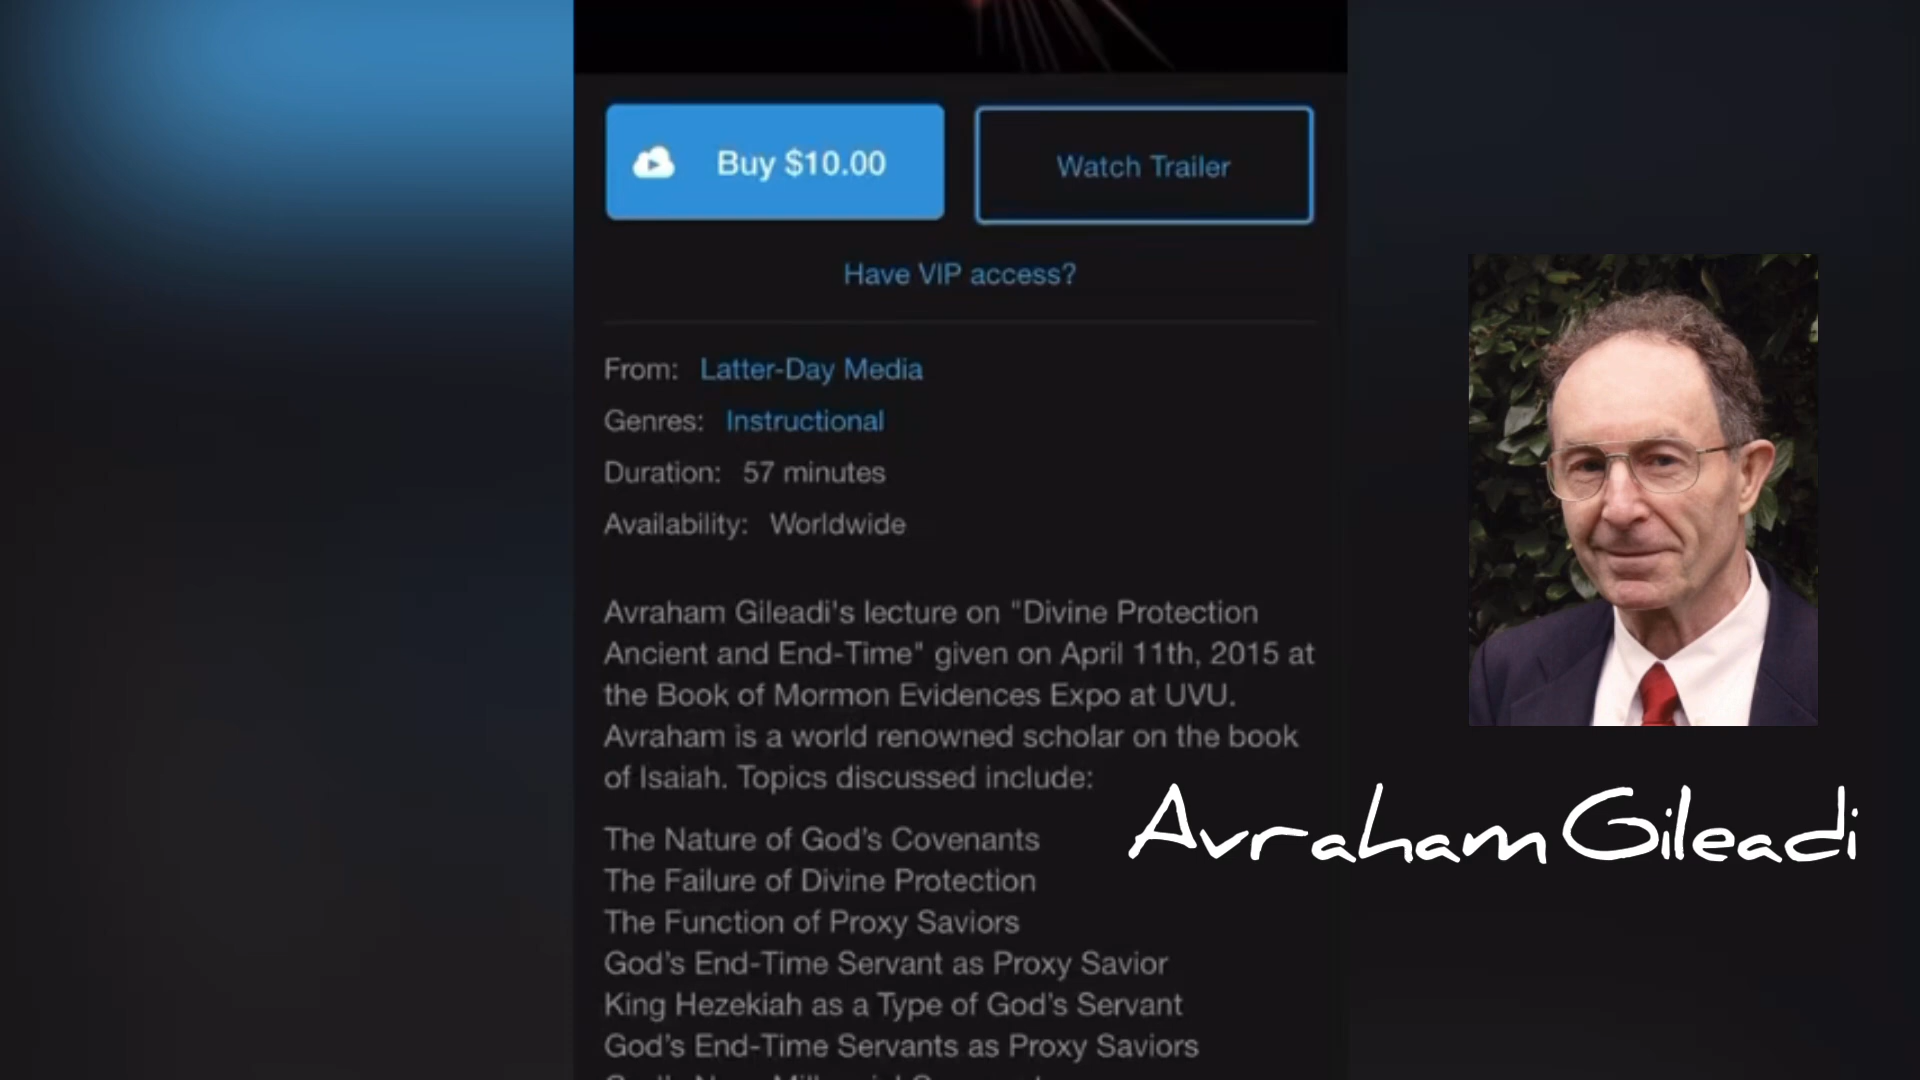 Buy $10.00
Watch Trailer
Have VIP access?
From: Latter-Day Media
Genres: Instructional
Duration: 57 minutes
Availability: Worldwide
Avraham Gileadi's lecture on "Divine Protection
Ancient and End-Time" given on April 11th, 2015 at
the Book of Mormon Evidences Expo at UVU.
Avraham is a world renowned scholar on the book
of Isaiah. Topics discussed include:
The Nature of God's Covenants
The Failure of Divine Protection
The Function of Proxy Saviors
God's End-Time Servant as Proxy Savior
King Hezekiah as a Type of God's Servant
God's End-Time Servants as Proxy Saviors
Avraham Gileadi